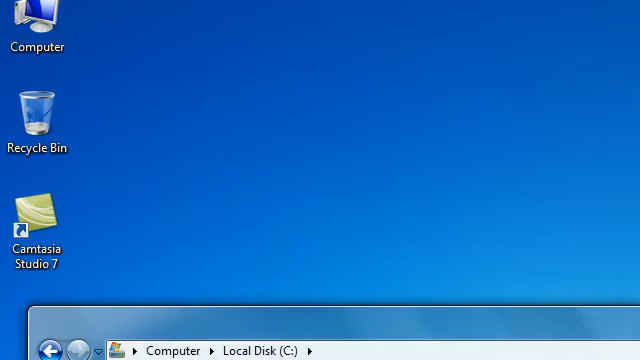 Computer
Recycle Bin
Camtasia
Studio 7
Computer Local Disk (C:)